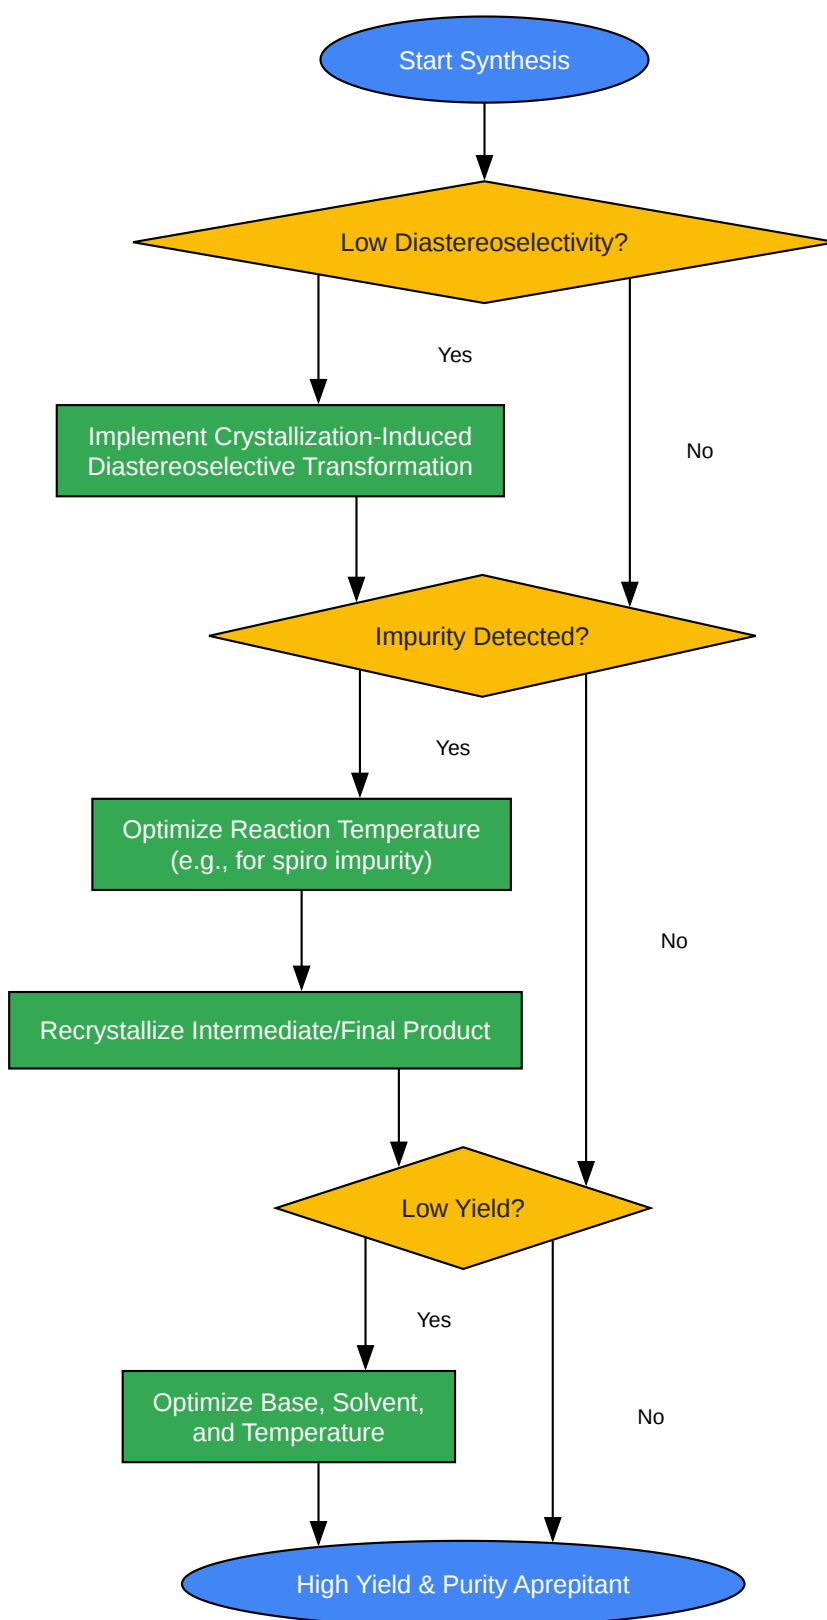 Start Synthesis
Low Diastereoselectivity?
Yes
Implement Crystallization-Induced
Diastereoselective Transformation
No
Impurity Detected?
Yes
Optimize Reaction Temperature
(e.g., for spiro impurity)
No
Recrystallize Intermediate/Final Product
Low Yield?
Yes
Optimize Base, Solvent,
and Temperature
No
High Yield & Purity Aprepitant